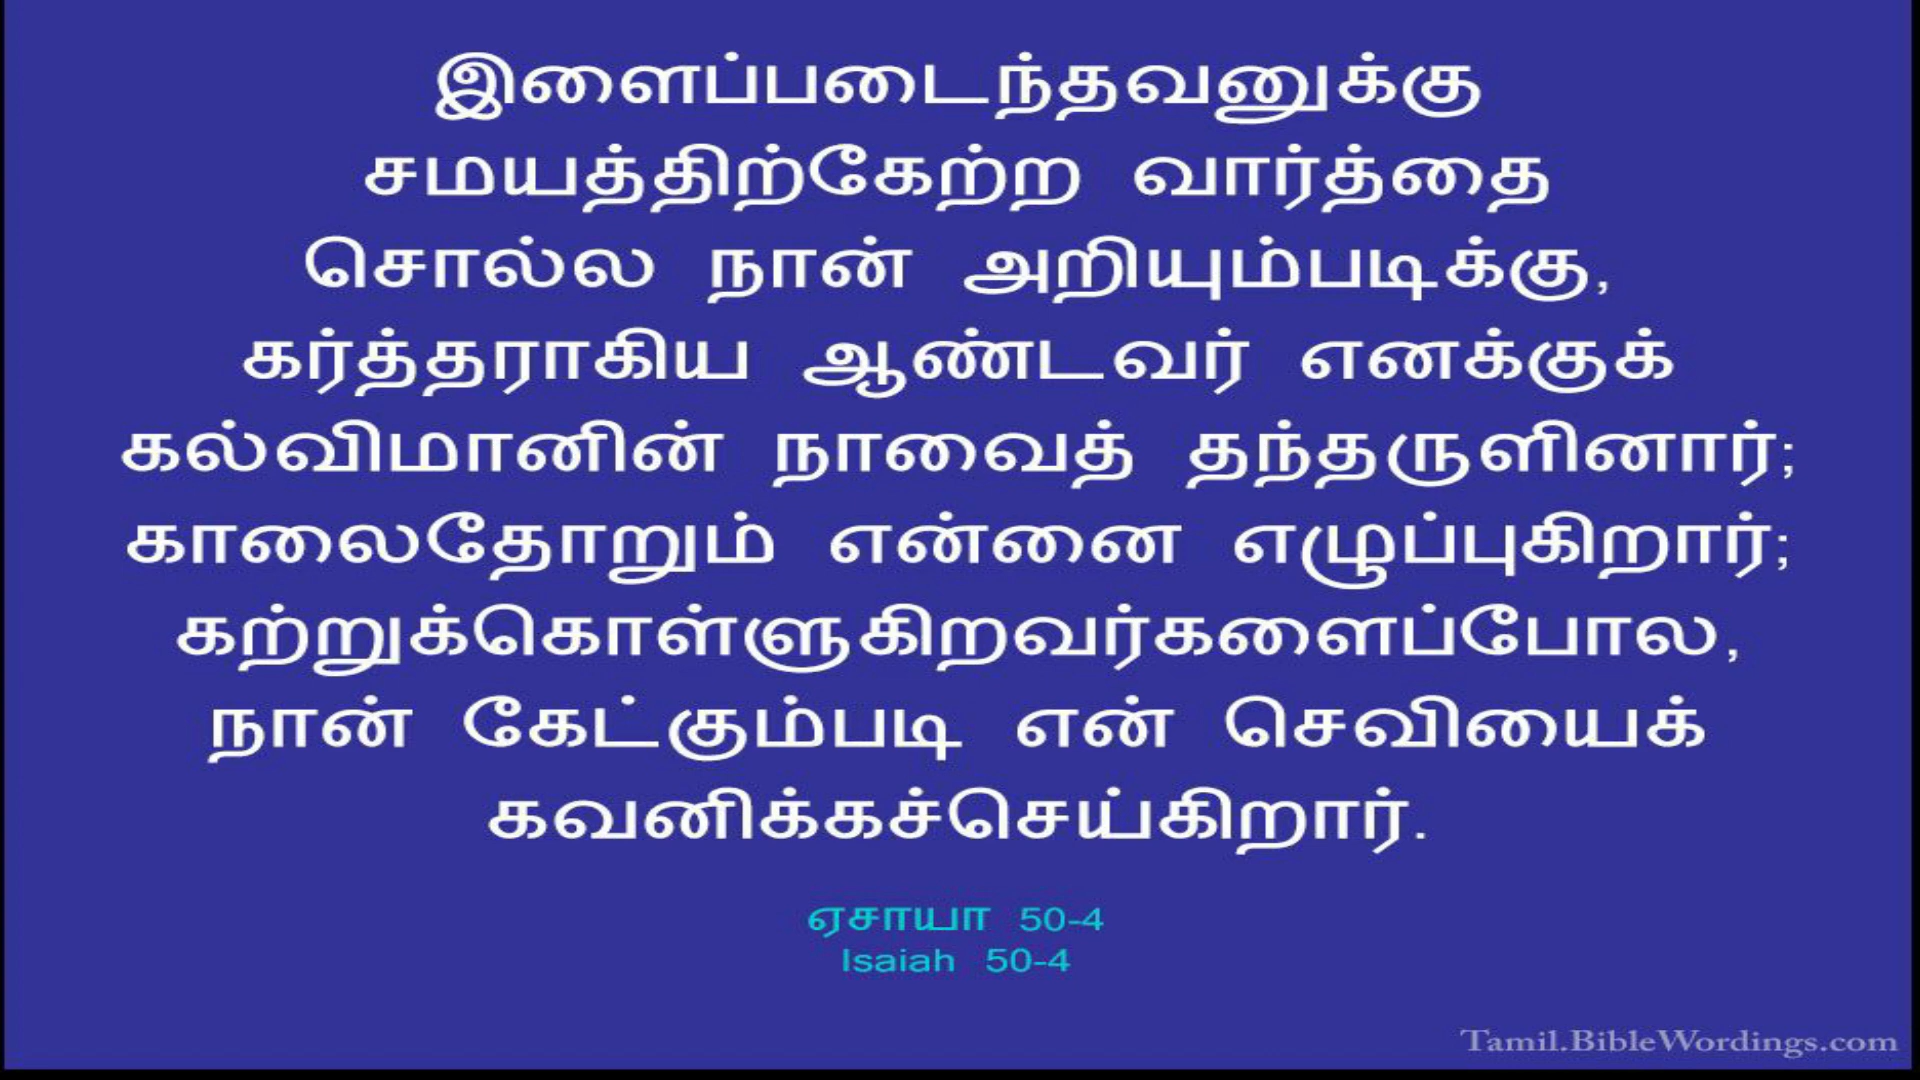 இளைப்படைந்தவனுக்கு
சமயத்திற்கேற்ற வார்த்தை
சொல்ல நான் அறியும்படிக்கு,
கர்த்தராகிய ஆண்டவர் எனக்குக்
கல்விமானின் நாவைத் தந்தருளினார்;
காலைதோறும் என்னை எழுப்புகிறார்;
கற்றுக்கொள்ளுகிறவர்களைப்போல,
நான் கேட்கும்படி என் செவியைக்
கவனிக்கச்செய்கிறார்.
ஏசாயா 50-4
Isaiah 50-4
Tamil.BibleWordings.com